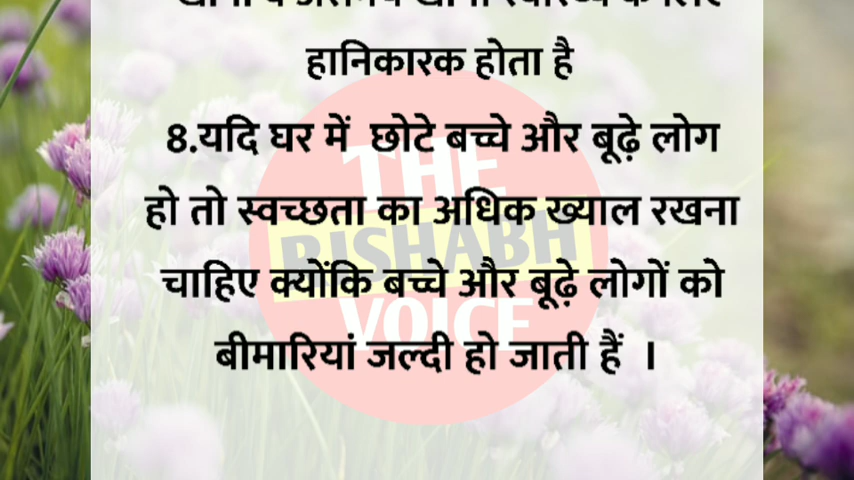 हानिकारक होता है
8.यदि घर में छोटे बच्चे और बूढ़े लोग
हो तो स्वच्छता का अधिक ख्याल रखना
चाहिए क्योंकि बच्चे और बूढ़े लोगों को
बीमारियां जल्दी हो जाती हैं ।
THE
RISHABH
VOICE